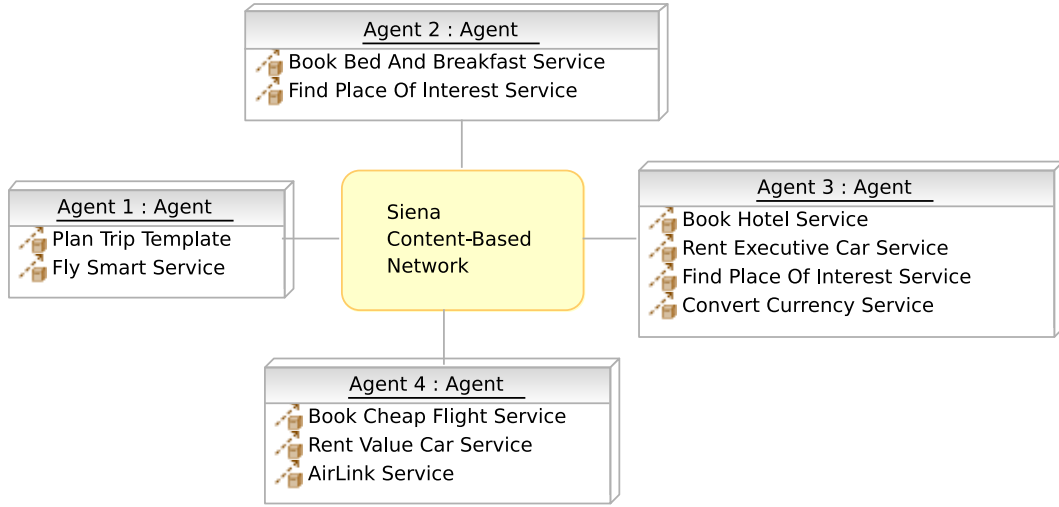 Agent 2 : Agent
Book Bed And Breakfast Service
Find Place Of Interest Service
Agent 1 : Agent
Plan Trip Template
Fly Smart Service
Siena
Content-Based
Network
Agent 3 : Agent
Book Hotel Service
Rent Executive Car Service
Find Place Of Interest Service
Convert Currency Service
Agent 4 : Agent
Book Cheap Flight Service
Rent Value Car Service
AirLink Service